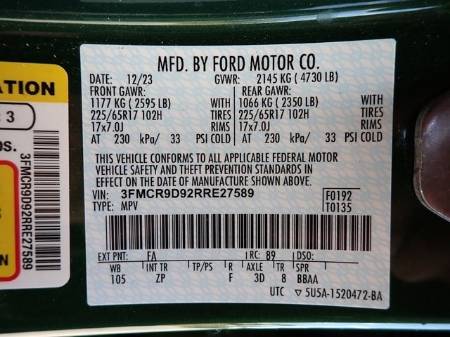 MFD. BY FORD MOTOR CO.
DATE: 12/23 GVWR: 2145 KG ( 4730 LB)
FRONT GAWR: REAR GAWR:
1177 KG ( 2595 LB) 1066 KG ( 2350 LB)
225/65R17 102H TIRES 225/65R17 102H TIRES
17x7.0J RIMS 17x7.0J RIMS
AT 230 kPa/ 33 PSI COLD AT 230 kPa/ 33 PSI COLD
THIS VEHICLE CONFORMS TO ALL APPLICABLE FEDERAL MOTOR
VEHICLE SAFETY AND THEFT PREVENTION STANDARDS IN
EFFECT ON THE DATE OF MANUFACTURE SHOWN ABOVE.
VIN: 3FMCR9D92RRE27589 F0192
TYPE: MPV T0135
EXT PNT: FA RC: 89 DSO:
WB INT TR TP/PS R AXLE TR SPR
105 ZP F 3D 8 BBAA
UTC ▽ 5U5A-1520472-BA
ATION
3
os.
3FMCR9D92RRE27589